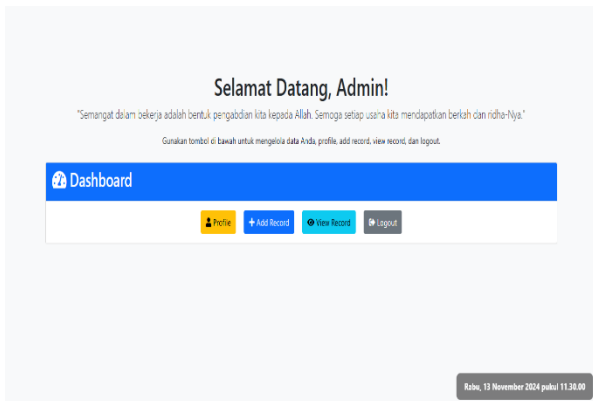 Selamat Datang, Admin!
"Semangat dalam bekerja adalah bentuk pengabdian kita kepada Allah. Semoga setiap usaha kita mendapatkan berkah dan ridha-Nya."
Gunakan tombol di bawah untuk mengelola data Anda, profile, add record, view record, dan logout.
Dashboard
Profile
+ Add Record
View Record
Logout
Rabu, 13 November 2024 pukul 11.30.00